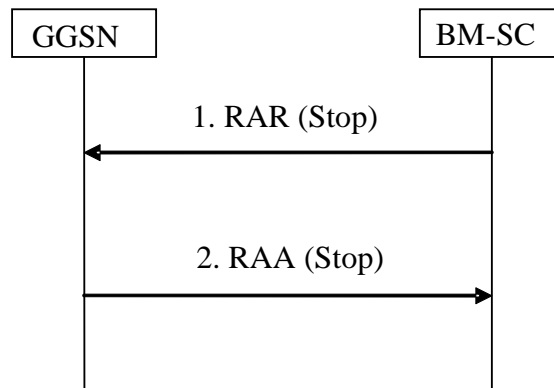 GGSN
BM-SC
1. RAR (Stop)
2. RAA (Stop)